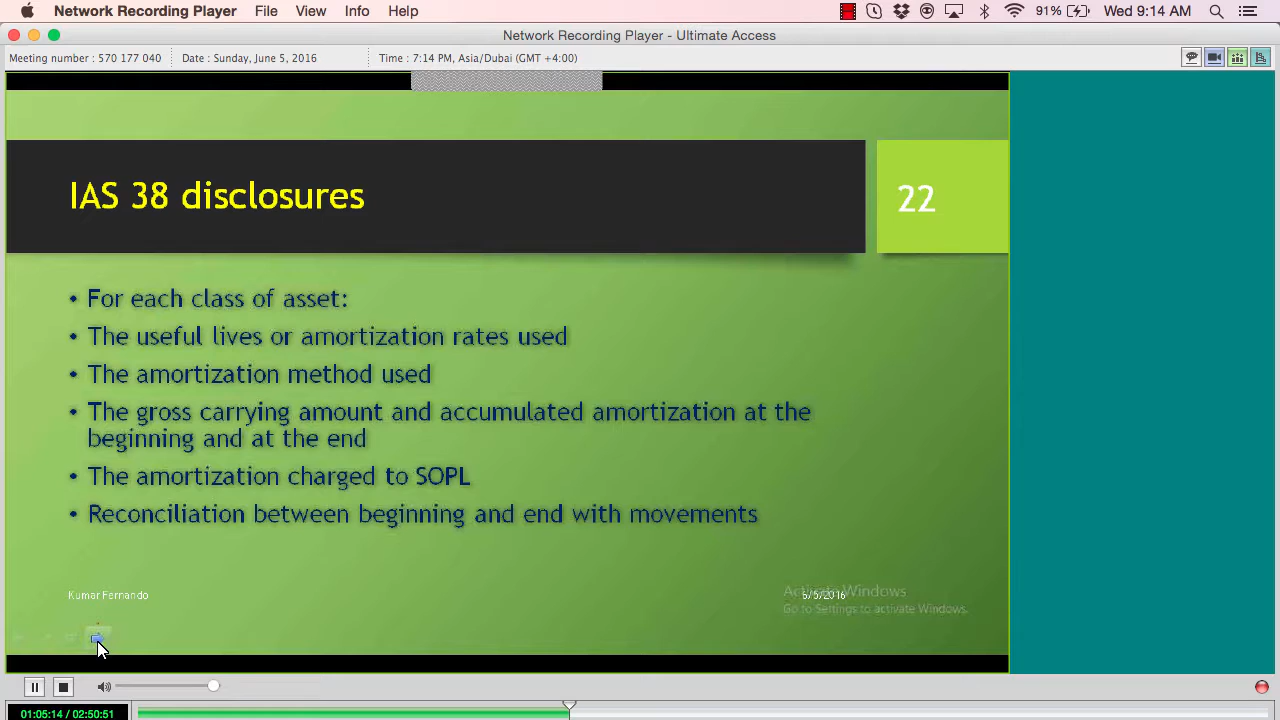 Network Recording Player File View Info Help 91% Wed 9:14 AM
Network Recording Player - Ultimate Access
Meeting number : 570 177 040 Date : Sunday, June 5, 2016 Time : 7:14 PM, Asia/Dubai (GMT +4:00)
IAS 38 disclosures
22
• For each class of asset:
• The useful lives or amortization rates used
• The amortization method used
• The gross carrying amount and accumulated amortization at the
beginning and at the end
• The amortization charged to SOPL
• Reconciliation between beginning and end with movements
Activate Windows
Kumar Fernando 6/5/2016
Go to Settings to activate Windows.
01:05:14 / 02:50:51